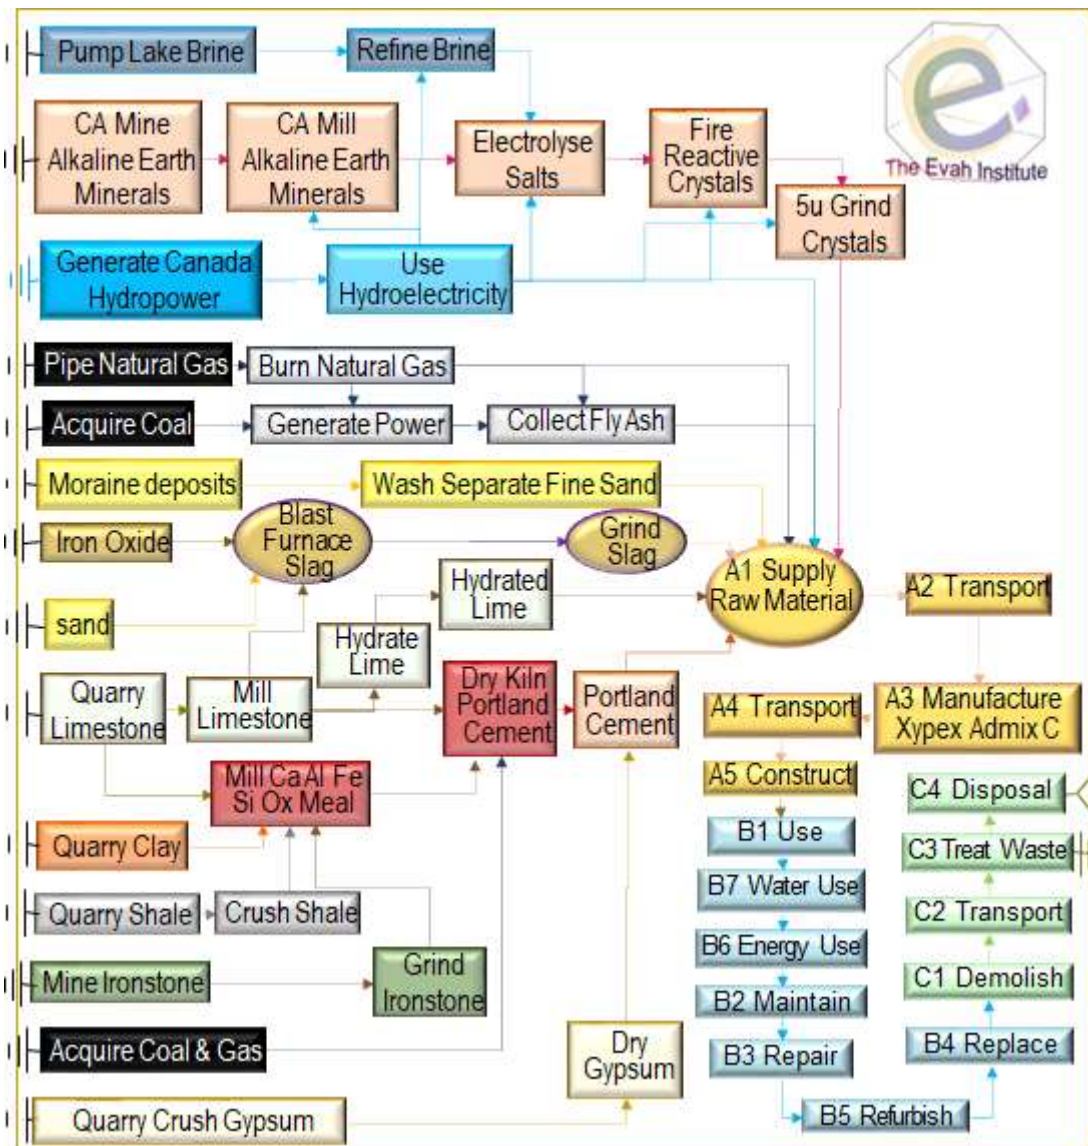 Pump Lake Brine
Refine Brine
CA Mine
Alkaline Earth
Minerals
CA Mill
Alkaline Earth
Minerals
Electrolyse
Salts
Fire
Reactive
Crystals
The Evah Institute
5u Grind
Crystals
Generate Canada
Hydropower
Use
Hydroelectricity
Pipe Natural Gas
Burn Natural Gas
Acquire Coal
Generate Power
Collect Fly Ash
Moraine deposits
Wash Separate Fine Sand
Iron Oxide
Blast
Furnace
Slag
Grind
Slag
A1 Supply
Raw Material
A2 Transport
sand
Hydrated
Lime
Hydrate
Lime
Quarry
Limestone
Mill
Limestone
Dry Kiln
Portland
Cement
Portland
Cement
A4 Transport
A3 Manufacture
Xypex Admix C
Mill Ca Al Fe
Si Ox Meal
A5 Construct
C4 Disposal
Quarry Clay
B1 Use
C3 Treat Waste
B7 Water Use
Quarry Shale
Crush Shale
C2 Transport
B6 Energy Use
Mine Ironstone
Grind
Ironstone
C1 Demolish
B2 Maintain
Acquire Coal & Gas
Dry
Gypsum
B3 Repair
B4 Replace
Quarry Crush Gypsum
B5 Refurbish